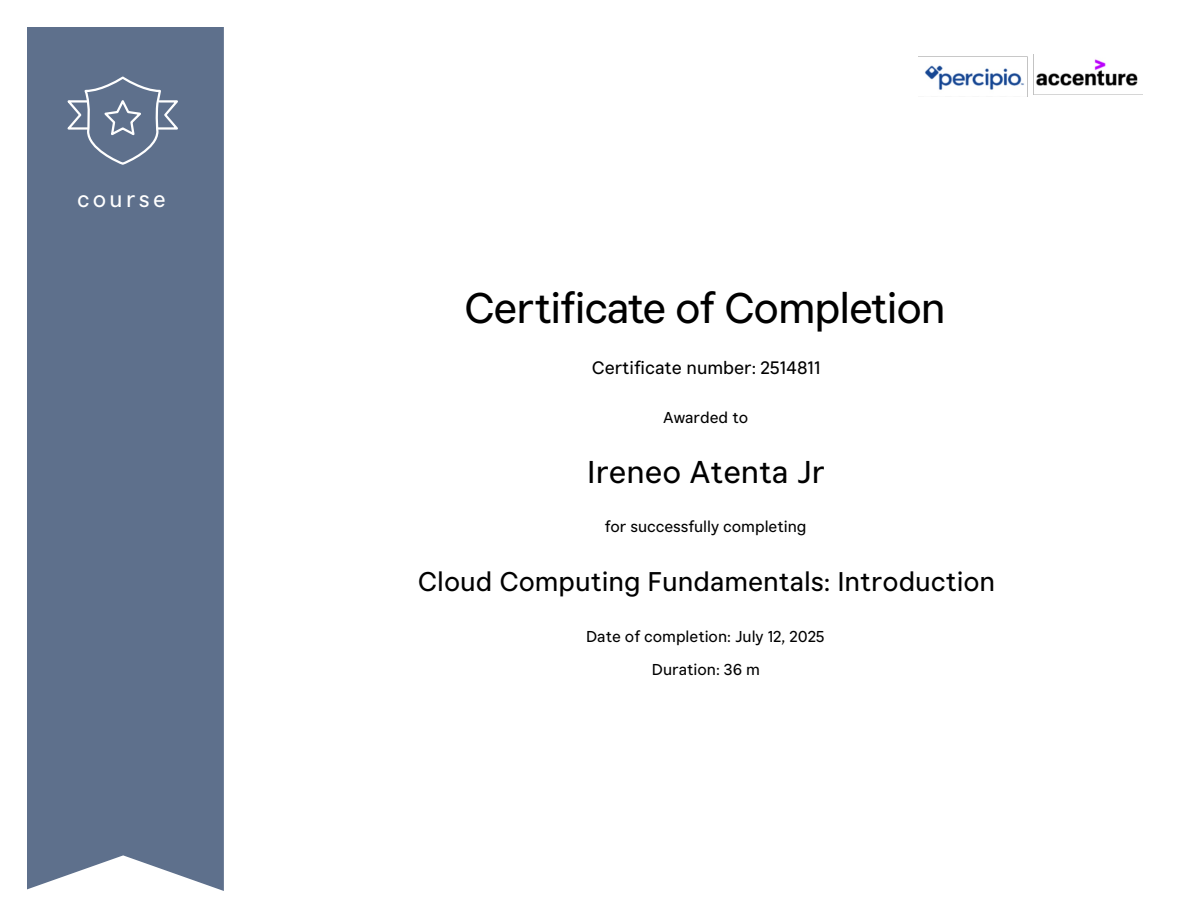 percipio.
accenture
course
Certificate of Completion
Certificate number: 2514811
Awarded to
Ireneo Atenta Jr
for successfully completing
Cloud Computing Fundamentals: Introduction
Date of completion: July 12, 2025
Duration: 36 m